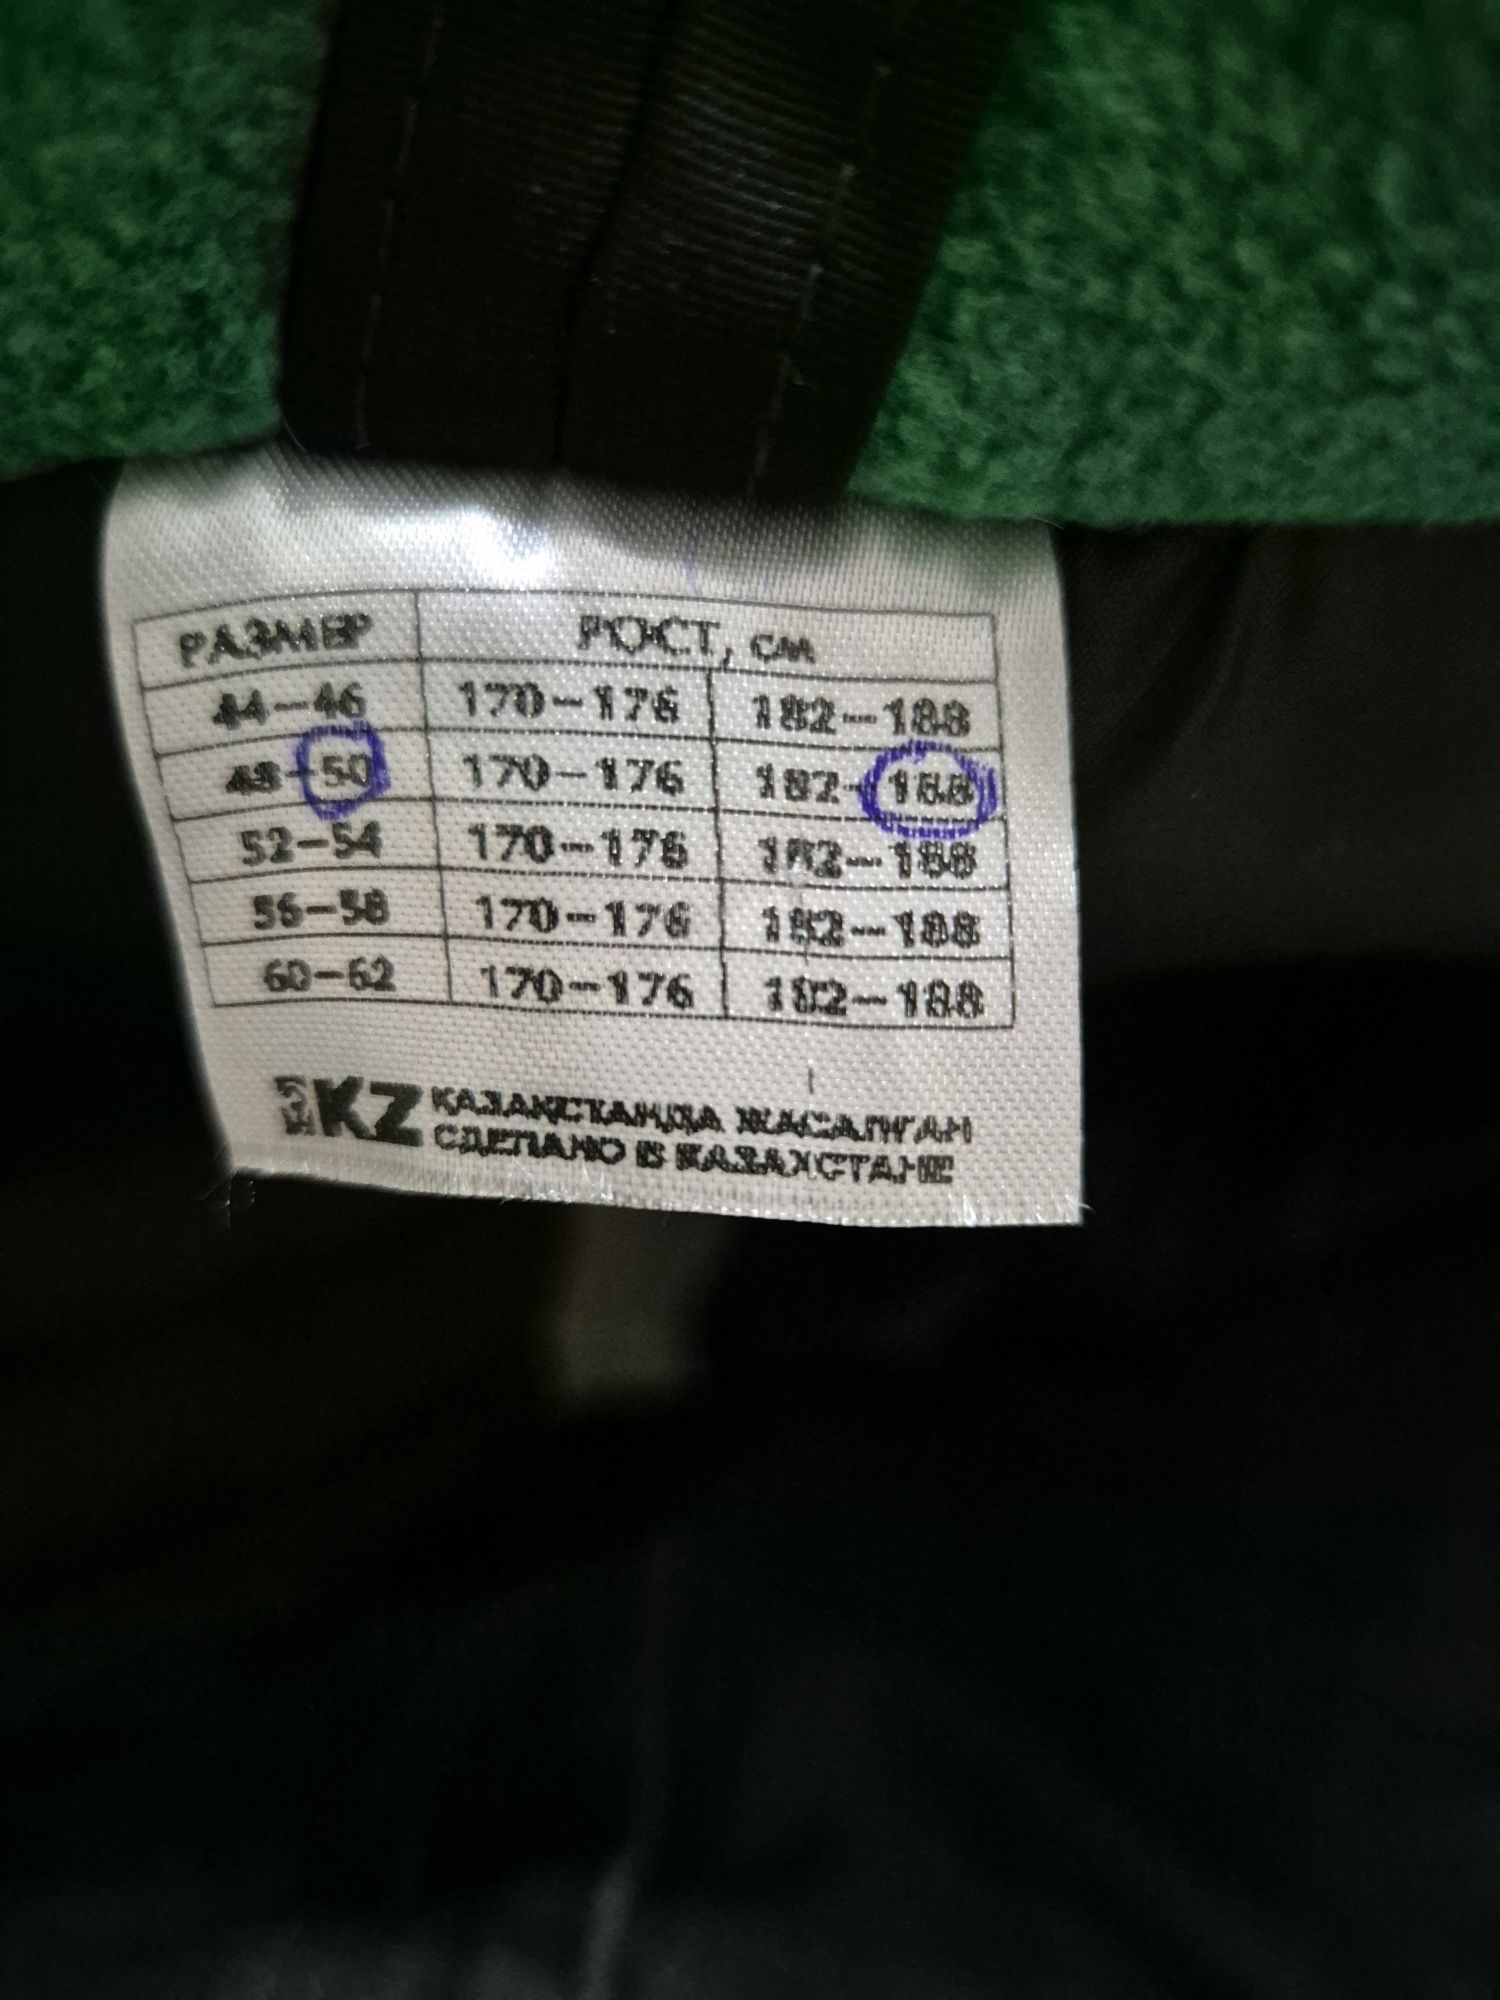 РАЗМЕР РОСТ, см
44–46 170–176 182–188
48–50 170–176 182–188
52–54 170–176 182–188
56–58 170–176 182–188
60–62 170–176 182–188
KZ ҚАЗАҚСТАНДА ЖАСАЛҒАН
СДЕЛАНО В КАЗАХСТАНЕ